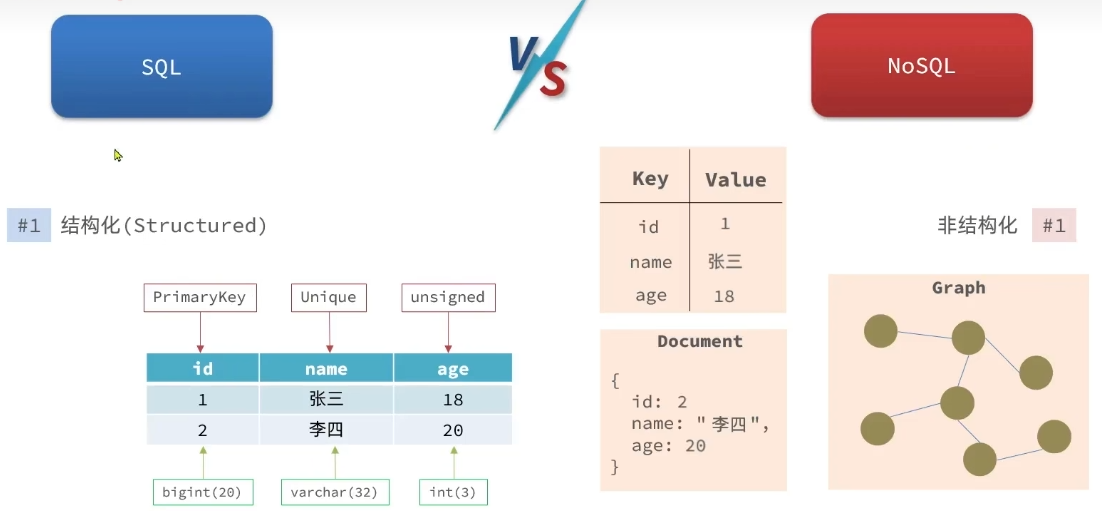 SQL
VS
NoSQL
#1 结构化(Structured)
PrimaryKey Unique unsigned
id name age
1 张三 18
2 李四 20
bigint(20) varchar(32) int(3)
Key Value
id 1
name 张三
age 18
Document
{
id: 2
name: "李四",
age: 20
}
非结构化 #1
Graph